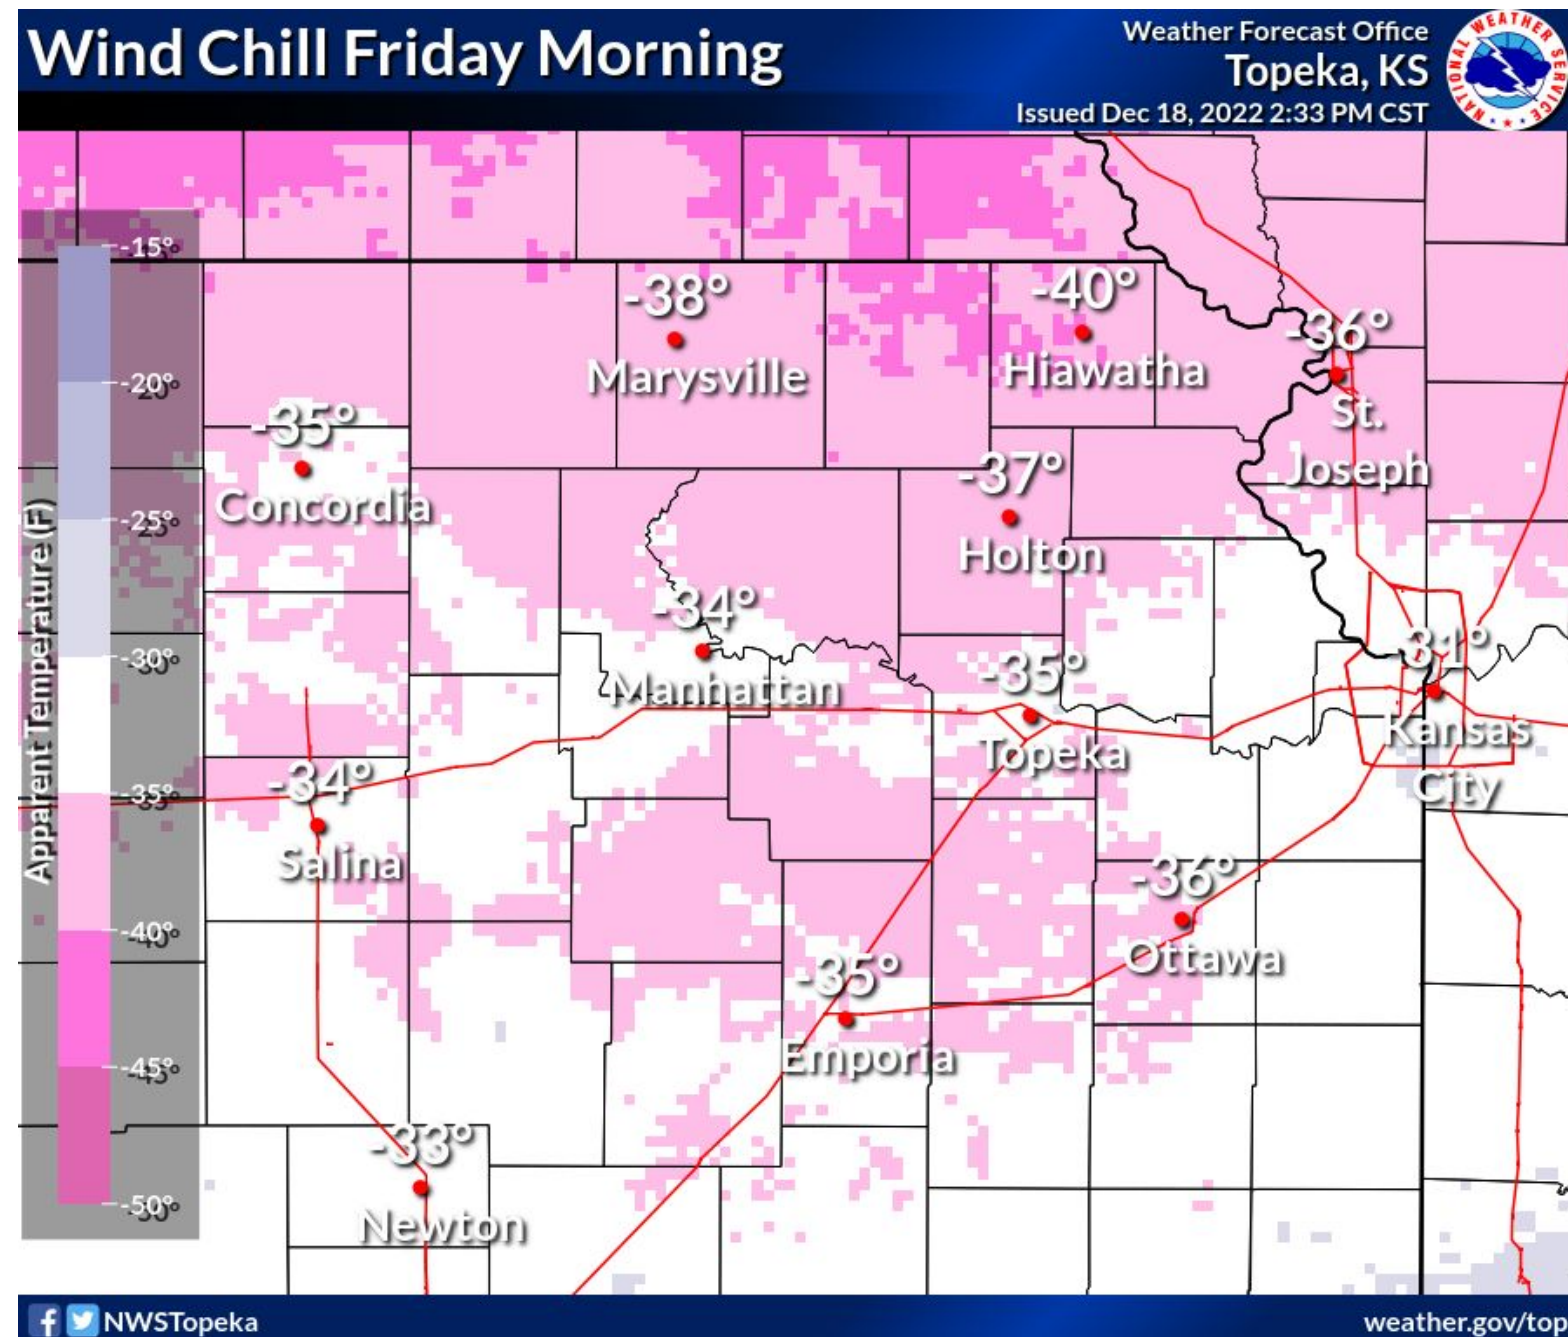 Wind Chill Friday Morning
Weather Forecast Office
Topeka, KS
Issued Dec 18, 2022 2:33 PM CST
NATIONAL WEATHER SERVICE
Apparent Temperature (F)
-15°
-20°
-25°
-30°
-35°
-40°
-45°
-50°
-38°
Marysville
-40°
Hiawatha
-36°
St.
Joseph
-35°
Concordia
-37°
Holton
-34°
Manhattan
-35°
Topeka
-31°
Kansas
City
-34°
Salina
-36°
Ottawa
-35°
Emporia
-33°
Newton
NWSTopeka
weather.gov/top